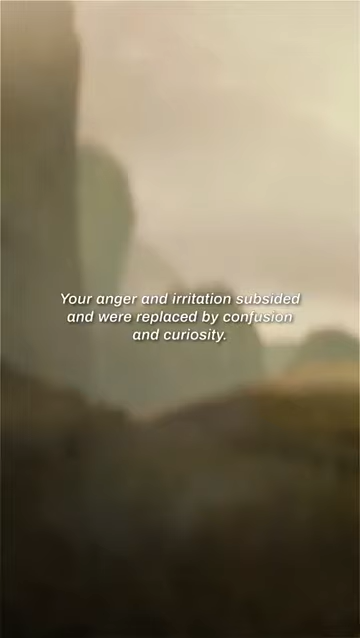 Your anger and irritation subsided
and were replaced by confusion
and curiosity.